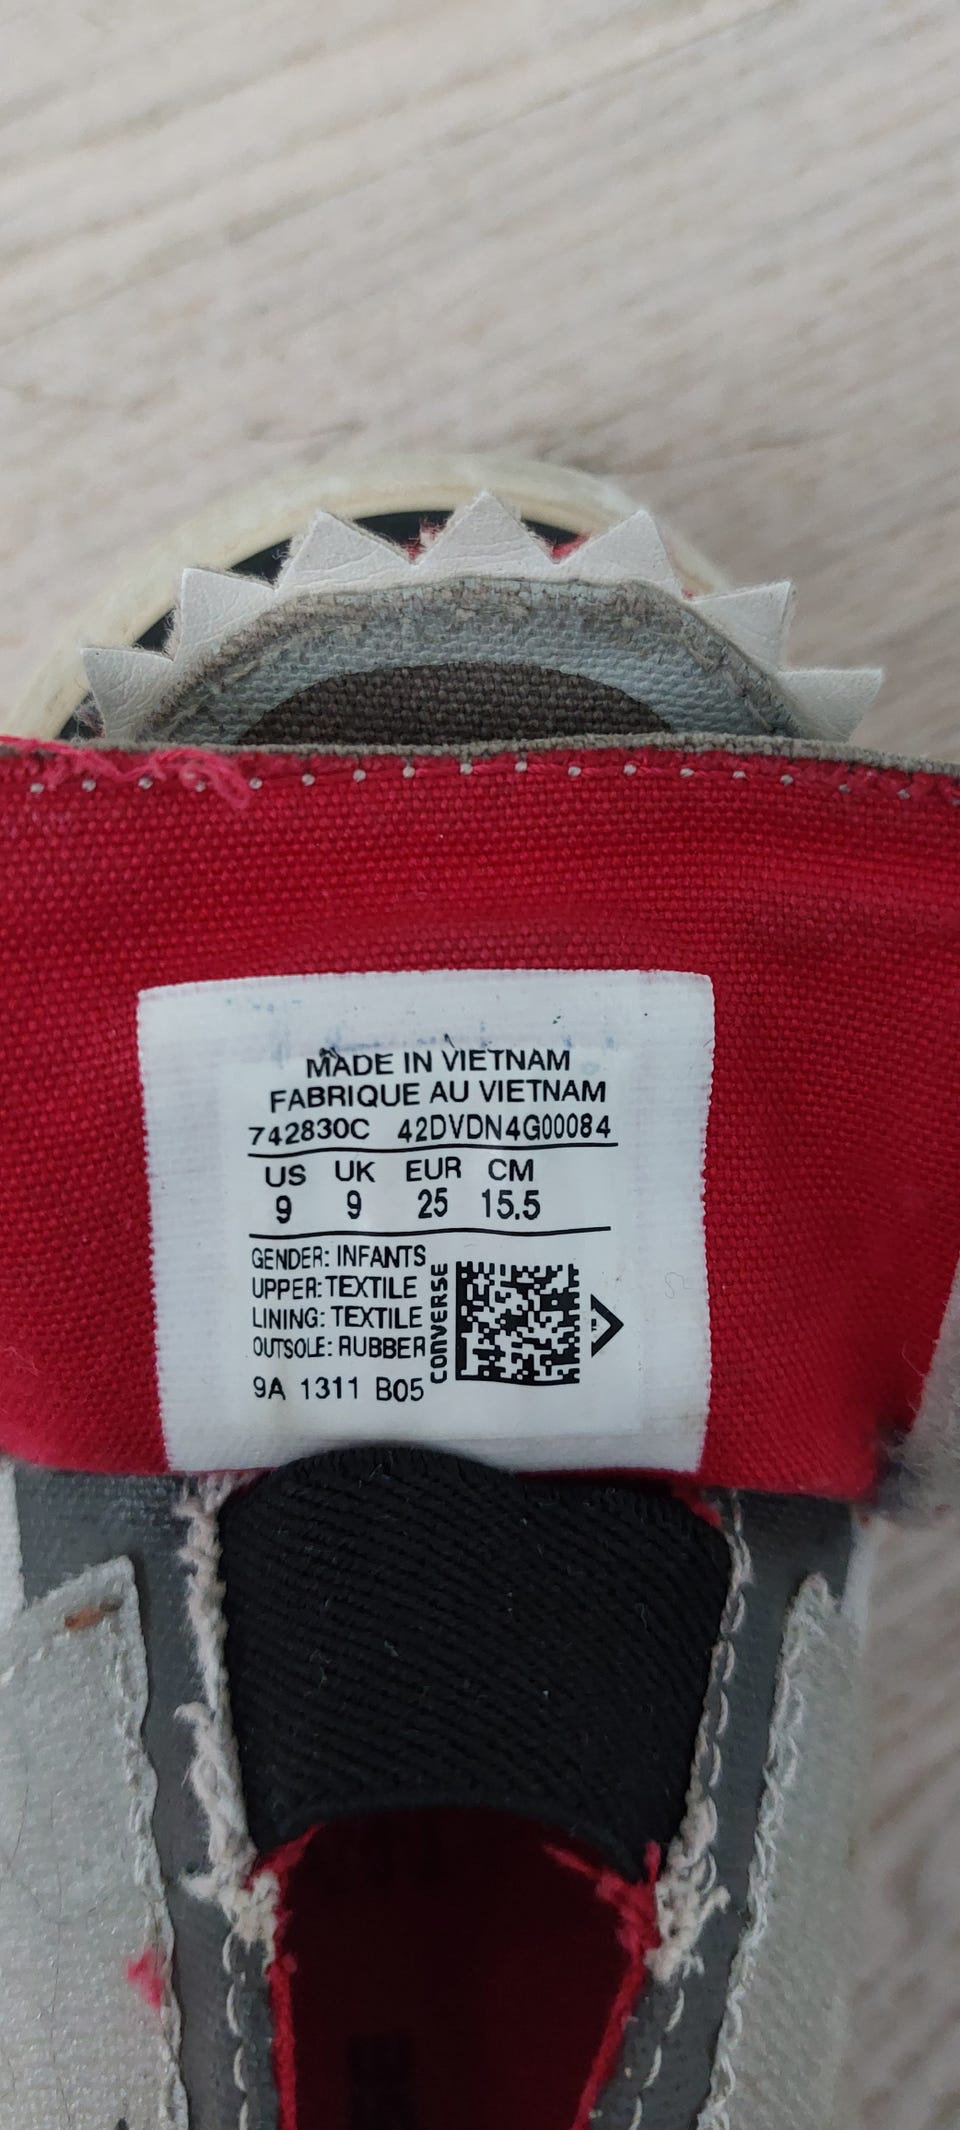 MADE IN VIETNAM
FABRIQUE AU VIETNAM
742830C 42DVDN4G00084
US UK EUR CM
9 9 25 15.5
GENDER: INFANTS
UPPER: TEXTILE
LINING: TEXTILE
OUTSOLE: RUBBER
9A 1311 B05
CONVERSE
TM